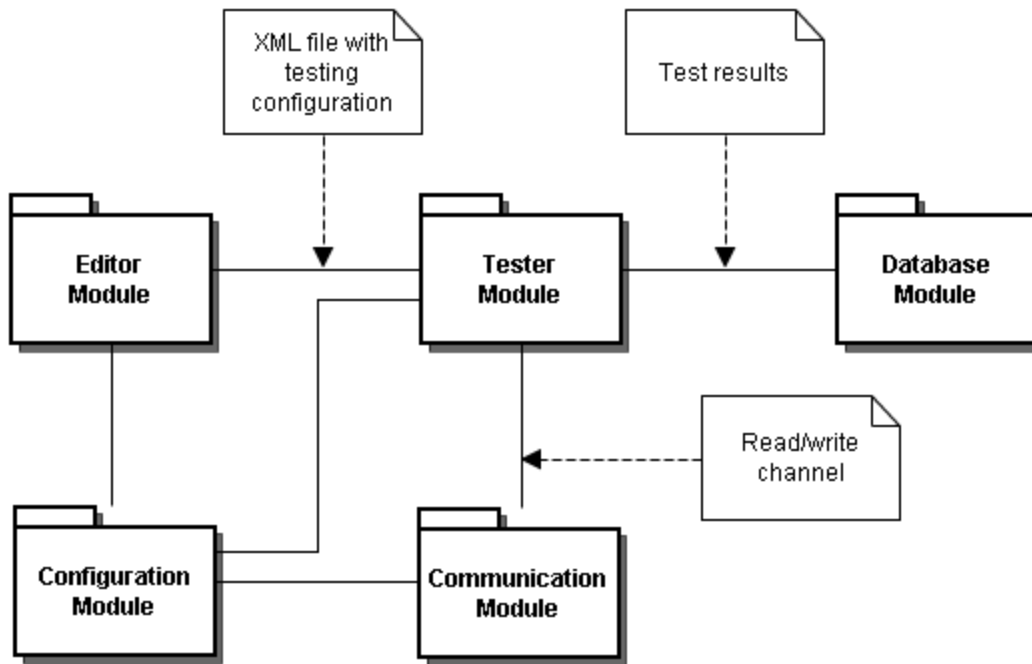 XML file with
testing
configuration
Test results
Editor
Module
Tester
Module
Database
Module
Read/write
channel
Configuration
Module
Communication
Module